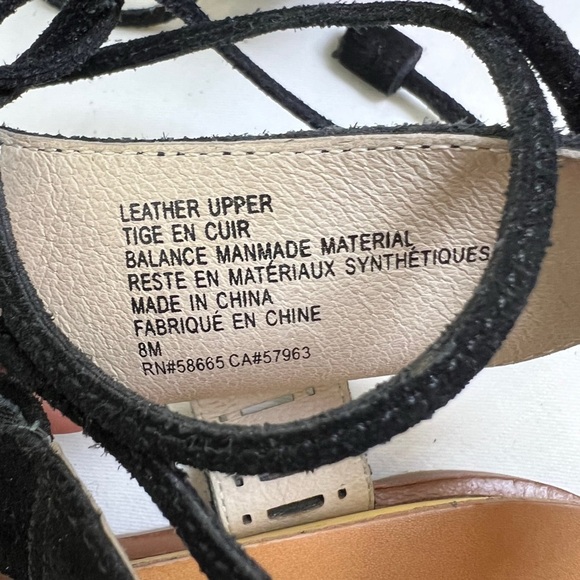 LEATHER UPPER
TIGE EN CUIR
BALANCE MANMADE MATERIAL
RESTE EN MATÉRIAUX SYNTHÉTIQUES
MADE IN CHINA
FABRIQUÉ EN CHINE
8M
RN#58665 CA#57963